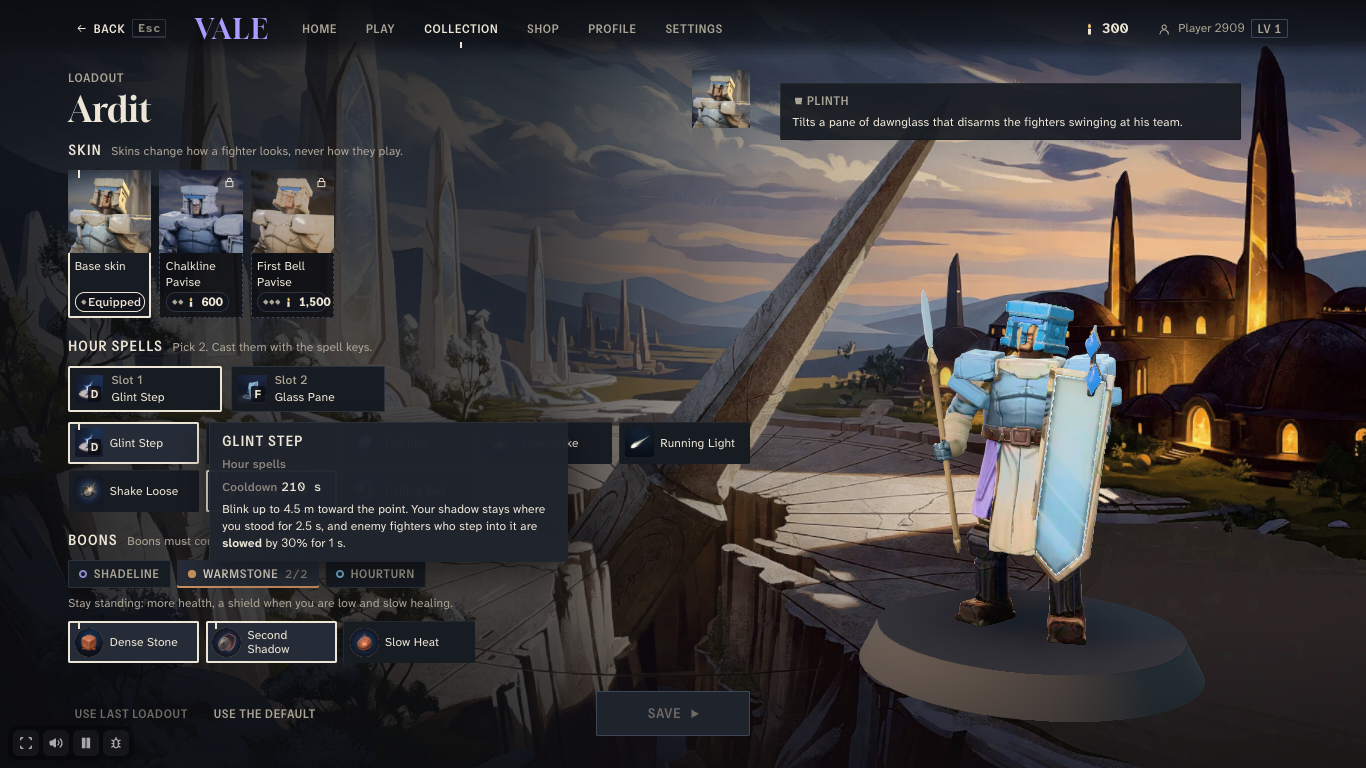 ← BACK Esc VALE HOME PLAY COLLECTION SHOP PROFILE SETTINGS 300 Player 2909 LV 1
LOADOUT
Ardit
PLINTH
Tilts a pane of dawnglass that disarms the fighters swinging at his team.
SKIN Skins change how a fighter looks, never how they play.
Base skin
Equipped
Chalkline
Pavise
600
First Bell
Pavise
1,500
HOUR SPELLS Pick 2. Cast them with the spell keys.
D
Slot 1
Glint Step
F
Slot 2
Glass Pane
D
Glint Step
Running Light
Shake Loose
GLINT STEP
Hour spells
Cooldown 210 s
Blink up to 4.5 m toward the point. Your shadow stays where
you stood for 2.5 s, and enemy fighters who step into it are
slowed by 30% for 1 s.
BOONS Boons must
SHADELINE WARMSTONE 2/2 HOURTURN
Stay standing: more health, a shield when you are low and slow healing.
Dense Stone
Second
Shadow
Slow Heat
USE LAST LOADOUT USE THE DEFAULT SAVE